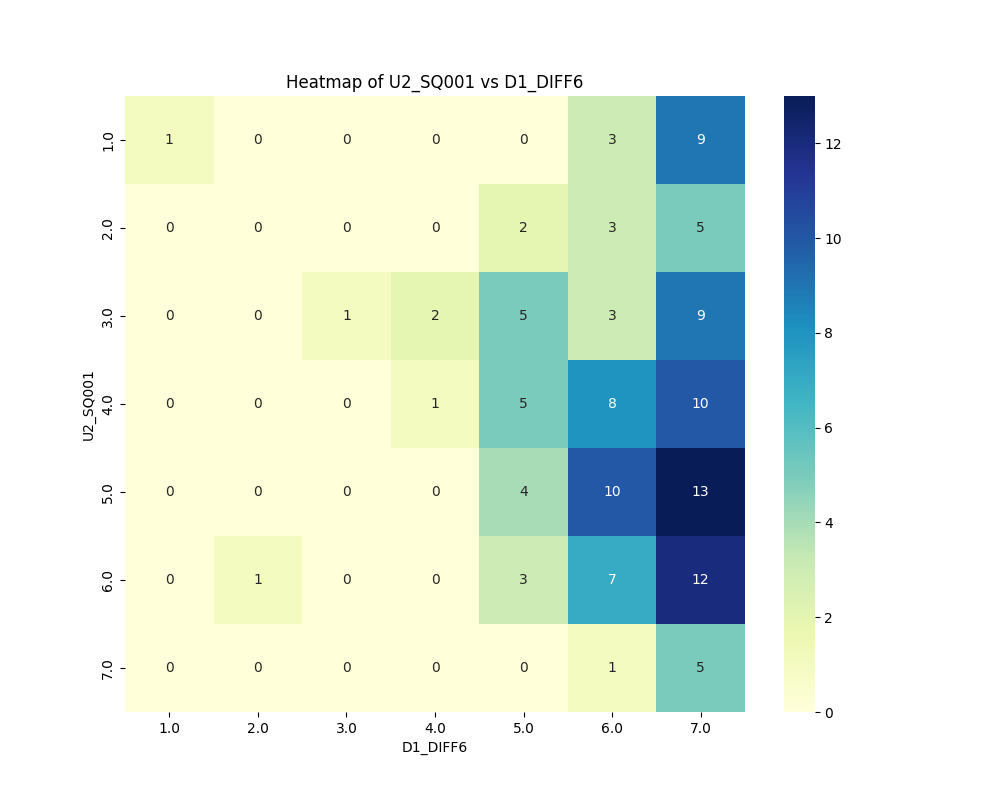 Heatmap of U2_SQ001 vs D1_DIFF6
1.0 1 0 0 0 0 3 9
2.0 0 0 0 0 2 3 5
3.0 0 0 1 2 5 3 9
4.0 0 0 0 1 5 8 10
5.0 0 0 0 0 4 10 13
6.0 0 1 0 0 3 7 12
7.0 0 0 0 0 0 1 5
U2_SQ001
1.0 2.0 3.0 4.0 5.0 6.0 7.0
D1_DIFF6
12
10
8
6
4
2
0